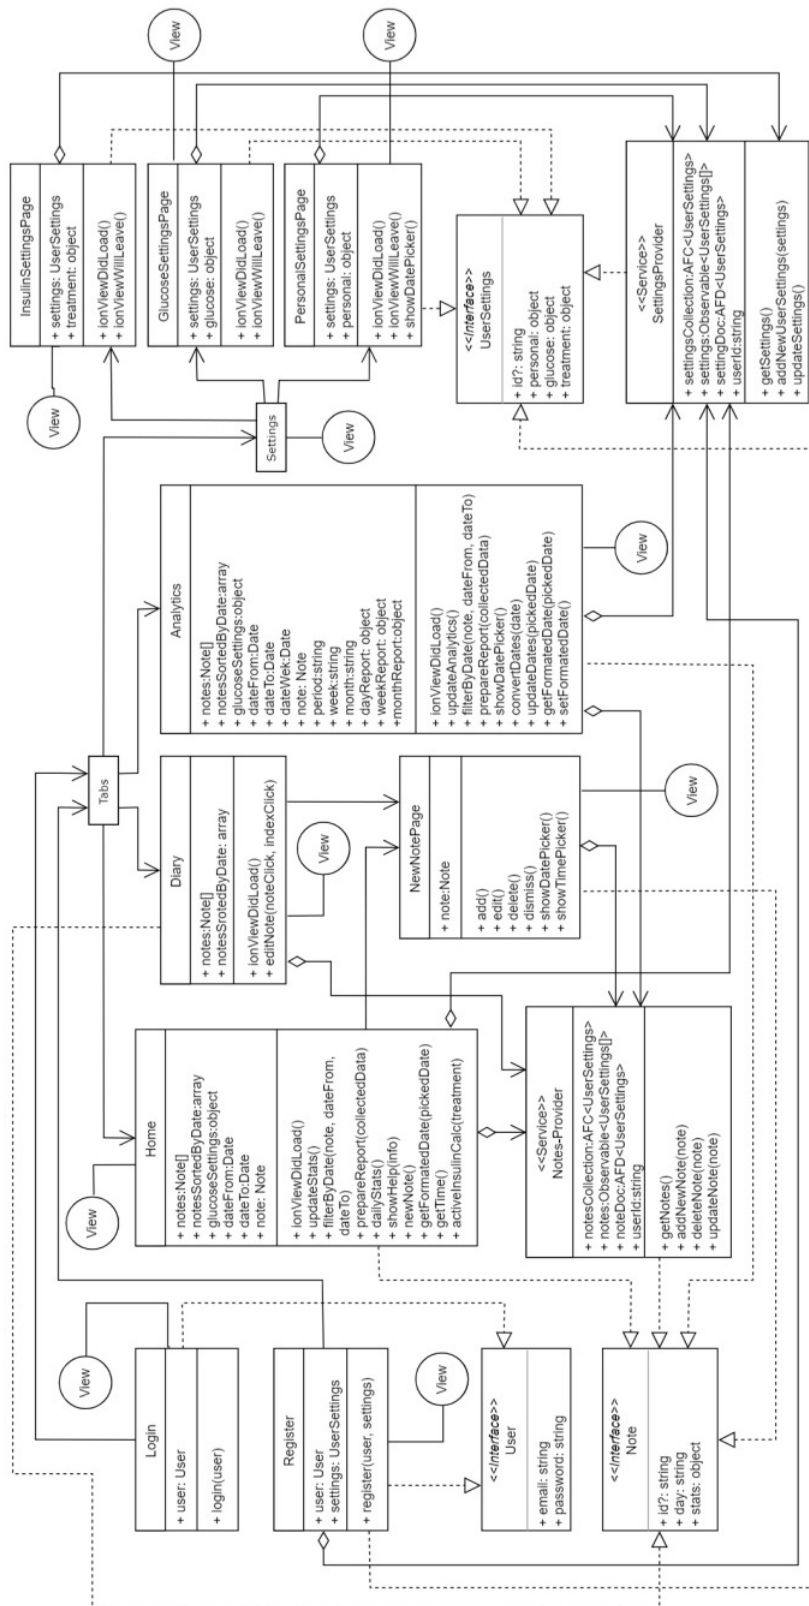 View
Login
+ user: User
+ login(user)
Register
+ user: User
+ settings: UserSettings
+ register(user, settings)
View
<<Interface>>
User
+ email: string
+ password: string
<<Interface>>
Note
+ id?: string
+ day: string
+ stats: object
View
Home
+ notes:Note[]
+ notesSortedByDate:array
+ glucoseSettings:object
+ dateFrom:Date
+ dateTo:Date
+ note: Note
+ ionViewDidLoad()
+ updateStats()
+ filterByDate(note, dateFrom,
dateTo)
+ prepareReport(collectedData)
+ dailyStats()
+ showHelp(info)
+ newNote()
+ getFormatedDate(pickedDate)
+ getTime()
+ activeInsulinCalc(treatment)
<<Service>>
Notes-Provider
+ notesCollection:AFC<UserSettings>
+ notes:Observable<UserSettings[]>
+ noteDoc:AFD<UserSettings>
+ userId:string
+ getNotes()
+ addNewNote(note)
+ deleteNote(note)
+ updateNote(note)
Tabs
Diary
+ notes:Note[]
+ notesSrotedByDate: array
+ ionViewDidLoad()
+ editNote(noteClick, indexClick)
View
NewNotePage
+ note:Note
+ add()
+ edit()
+ delete()
+ dismiss()
+ showDatePicker()
+ showTimePicker()
View
Analytics
+ notes:Note[]
+ notesSortedByDate:array
glucoseSettings:object
+ dateFrom:Date
+ dateTo:Date
+ dateWek:Date
+ note: Note
+ period:string
+ week:string
+ month:string
+ dayReport: object
+ weekReport: object
+monthReport:object
+ ionViewDidLoad()
+ updateAnalytics()
+ filterByDate(note, dateFrom, dateTo)
+ prepareReport(collectedData)
+ showDatePicker()
+ convertDates(date)
+ updateDates(pickedDate)
+ getFormatedDate(pickedDate)
+ setFormatedDate()
View
Settings
View
View
InsulinSettingsPage
+ settings: UserSettings
+ treatment: object
+ ionViewDidLoad()
+ ionViewWillLeave()
View
GlucoseSettingsPage
+ settings: UserSettings
+ glucose: object
+ ionViewDidLoad()
+ ionViewWillLeave()
View
PersonalSettingsPage
+ settings: UserSettings
+ personal: object
+ ionViewDidLoad()
+ ionViewWillLeave()
+ showDatePicker()
<<Interface>>
UserSettings
+ id?: string
+ personal: object
+ glucose: object
+ treatment: object
<<Service>>
SettingsProvider
+ settingsCollection:AFC<UserSettings>
+ settings:Observable<UserSettings[]>
+ settingDoc:AFD<UserSettings>
+ userId:string
+ getSettings()
+ addNewUserSettings(settings)
+ updateSettings()